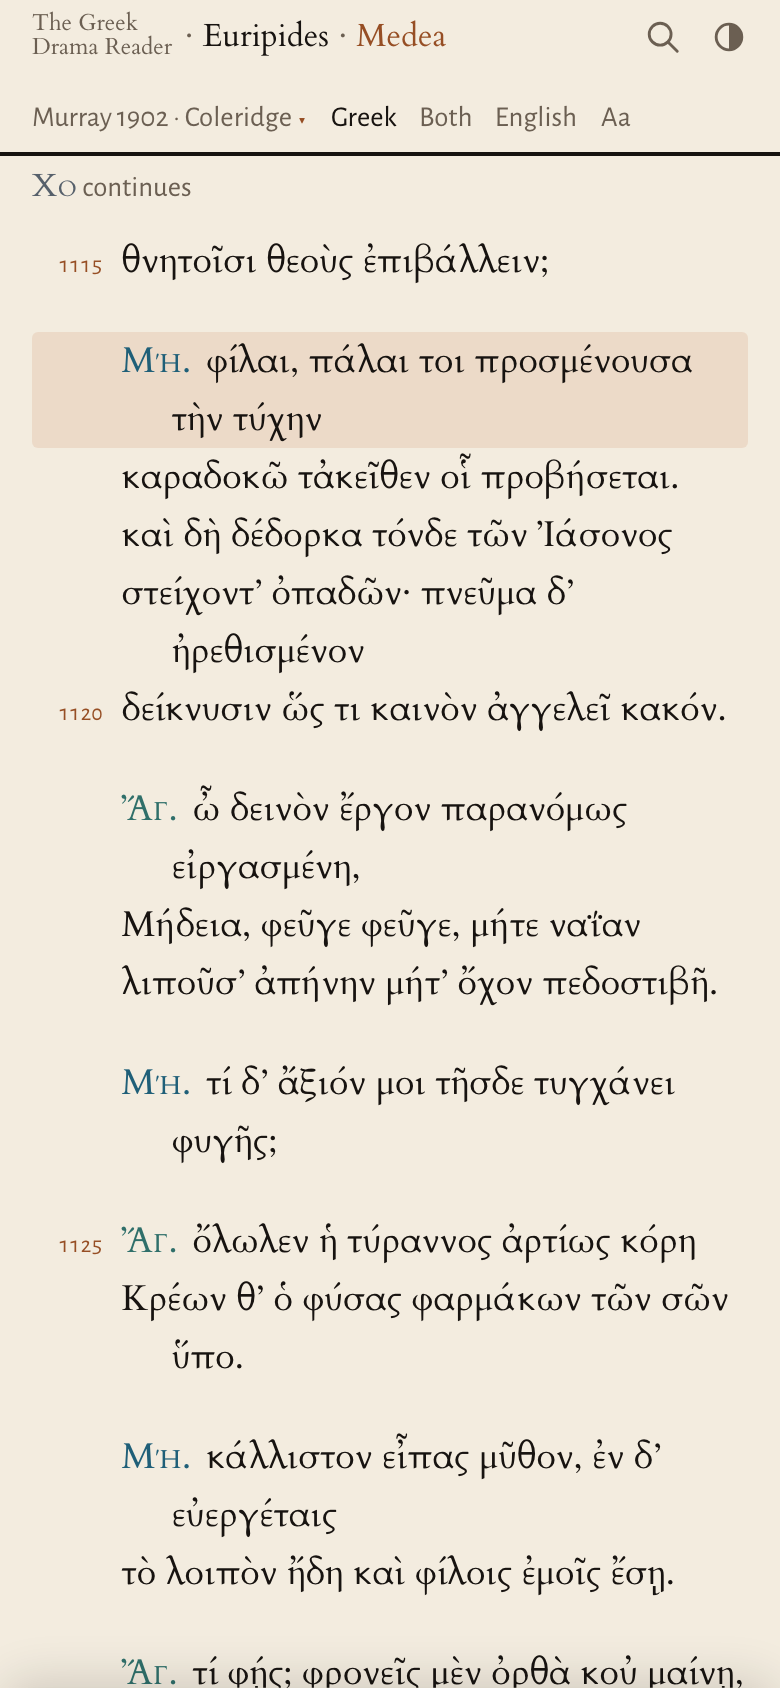 The Greek
Drama Reader · Euripides · Medea
Murray 1902 · Coleridge ▾ Greek Both English Aa
Χο continues
1115 θνητοῖσι θεοὺς ἐπιβάλλειν;
Μή. φίλαι, πάλαι τοι προσμένουσα
τὴν τύχην
καραδοκῶ τἀκεῖθεν οἷ προβήσεται.
καὶ δὴ δέδορκα τόνδε τῶν Ἰάσονος
στείχοντ’ ὀπαδῶν· πνεῦμα δ’
ἠρεθισμένον
1120 δείκνυσιν ὥς τι καινὸν ἀγγελεῖ κακόν.
Ἄγ. ὦ δεινὸν ἔργον παρανόμως
εἰργασμένη,
Μήδεια, φεῦγε φεῦγε, μήτε ναΐαν
λιποῦσ’ ἀπήνην μήτ’ ὄχον πεδοστιβῆ.
Μή. τί δ’ ἄξιόν μοι τῆσδε τυγχάνει
φυγῆς;
1125 Ἄγ. ὄλωλεν ἡ τύραννος ἀρτίως κόρη
Κρέων θ’ ὁ φύσας φαρμάκων τῶν σῶν
ὕπο.
Μή. κάλλιστον εἶπας μῦθον, ἐν δ’
εὐεργέταις
τὸ λοιπὸν ἤδη καὶ φίλοις ἐμοῖς ἔσῃ.
Ἄγ. τί φῄς; φρονεῖς μὲν ὀρθὰ κοὐ μαίνῃ,